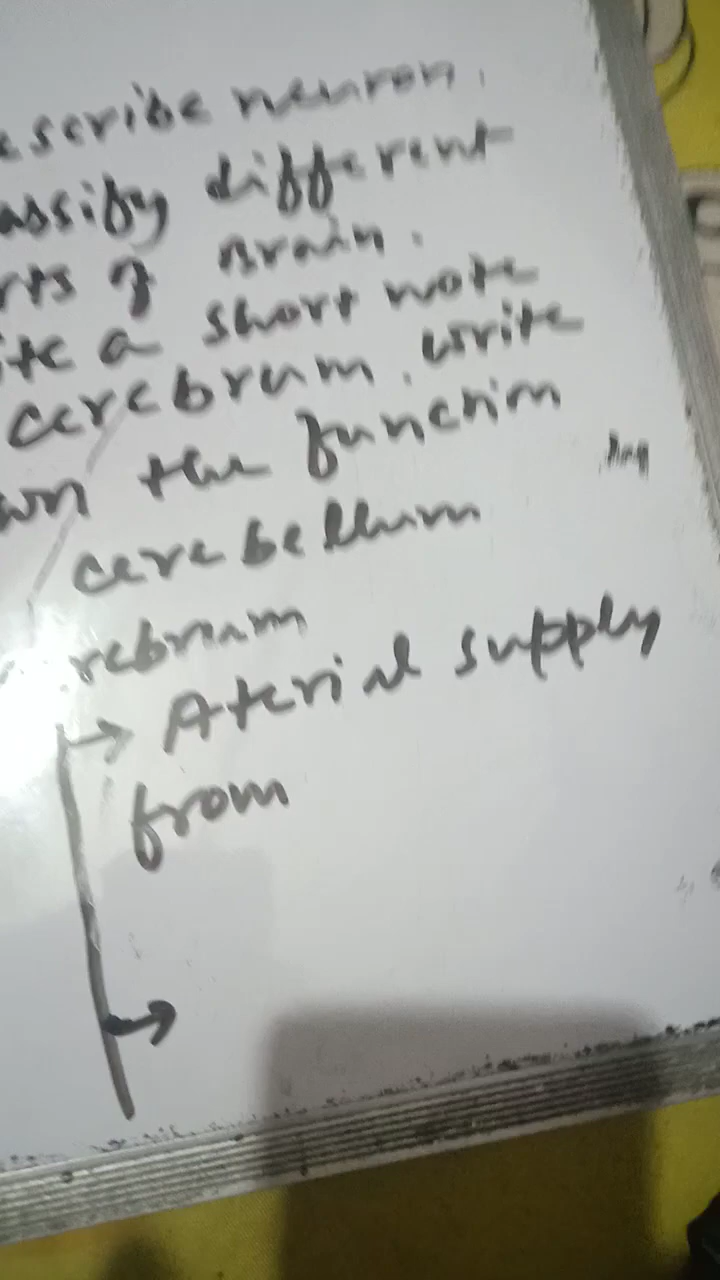 escribe neuron.
assify different
rts of Brain.
ite a short note
cerebrum. write
own the function
cerebellum
rebrum
→ Aterial supply
from
→